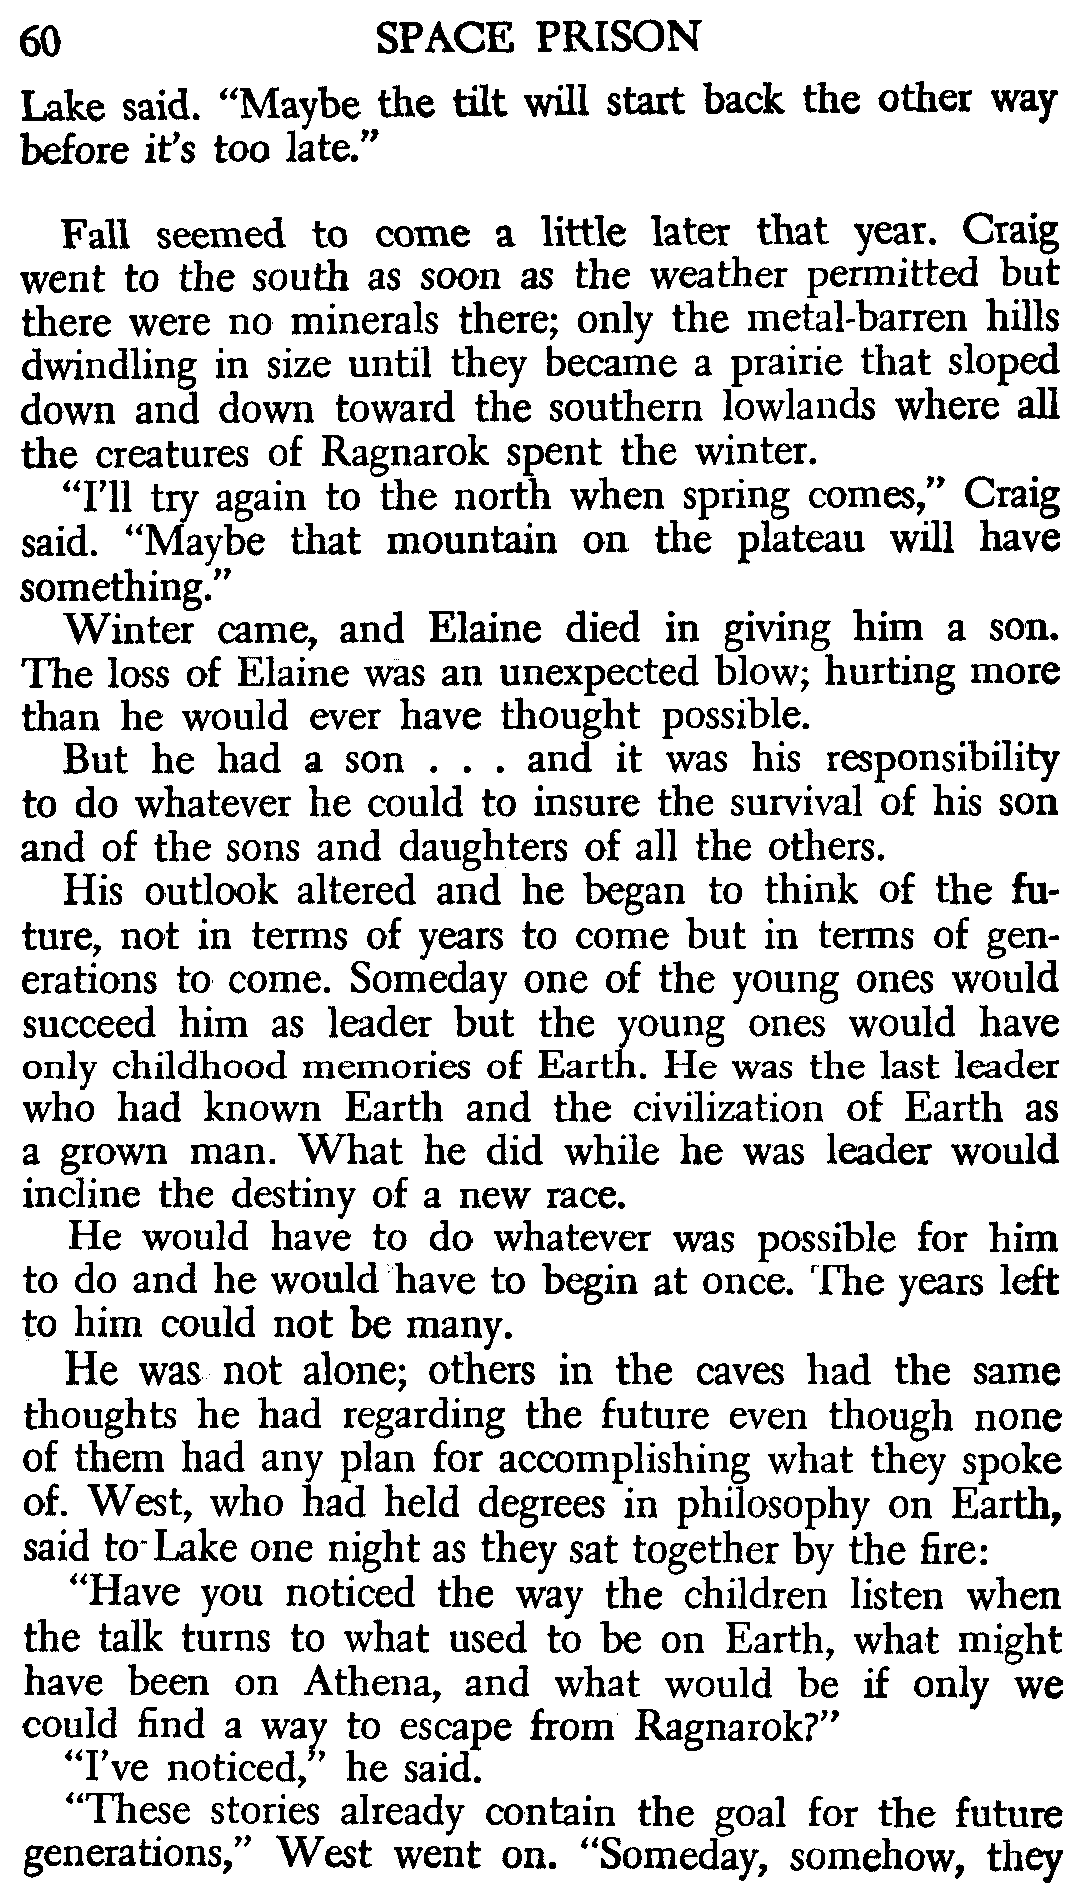 60 SPACE PRISON
Lake said. “Maybe the tilt will start back the other way
before it’s too late.”
Fall seemed to come a little later that year. Craig
went to the south as soon as the weather permitted but
there were no minerals there; only the metal-barren hills
dwindling in size until they became a prairie that sloped
down and down toward the southern lowlands where all
the creatures of Ragnarok spent the winter.
“I’ll try again to the north when spring comes,” Craig
said. “Maybe that mountain on the plateau will have
something.”
Winter came, and Elaine died in giving him a son.
The loss of Elaine was an unexpected blow; hurting more
than he would ever have thought possible.
But he had a son . . . and it was his responsibility
to do whatever he could to insure the survival of his son
and of the sons and daughters of all the others.
His outlook altered and he began to think of the fu-
ture, not in terms of years to come but in terms of gen-
erations to come. Someday one of the young ones would
succeed him as leader but the young ones would have
only childhood memories of Earth. He was the last leader
who had known Earth and the civilization of Earth as
a grown man. What he did while he was leader would
incline the destiny of a new race.
He would have to do whatever was possible for him
to do and he would have to begin at once. The years left
to him could not be many.
He was not alone; others in the caves had the same
thoughts he had regarding the future even though none
of them had any plan for accomplishing what they spoke
of. West, who had held degrees in philosophy on Earth,
said to Lake one night as they sat together by the fire:
“Have you noticed the way the children listen when
the talk turns to what used to be on Earth, what might
have been on Athena, and what would be if only we
could find a way to escape from Ragnarok?”
“I’ve noticed,” he said.
“These stories already contain the goal for the future
generations,” West went on. “Someday, somehow, they